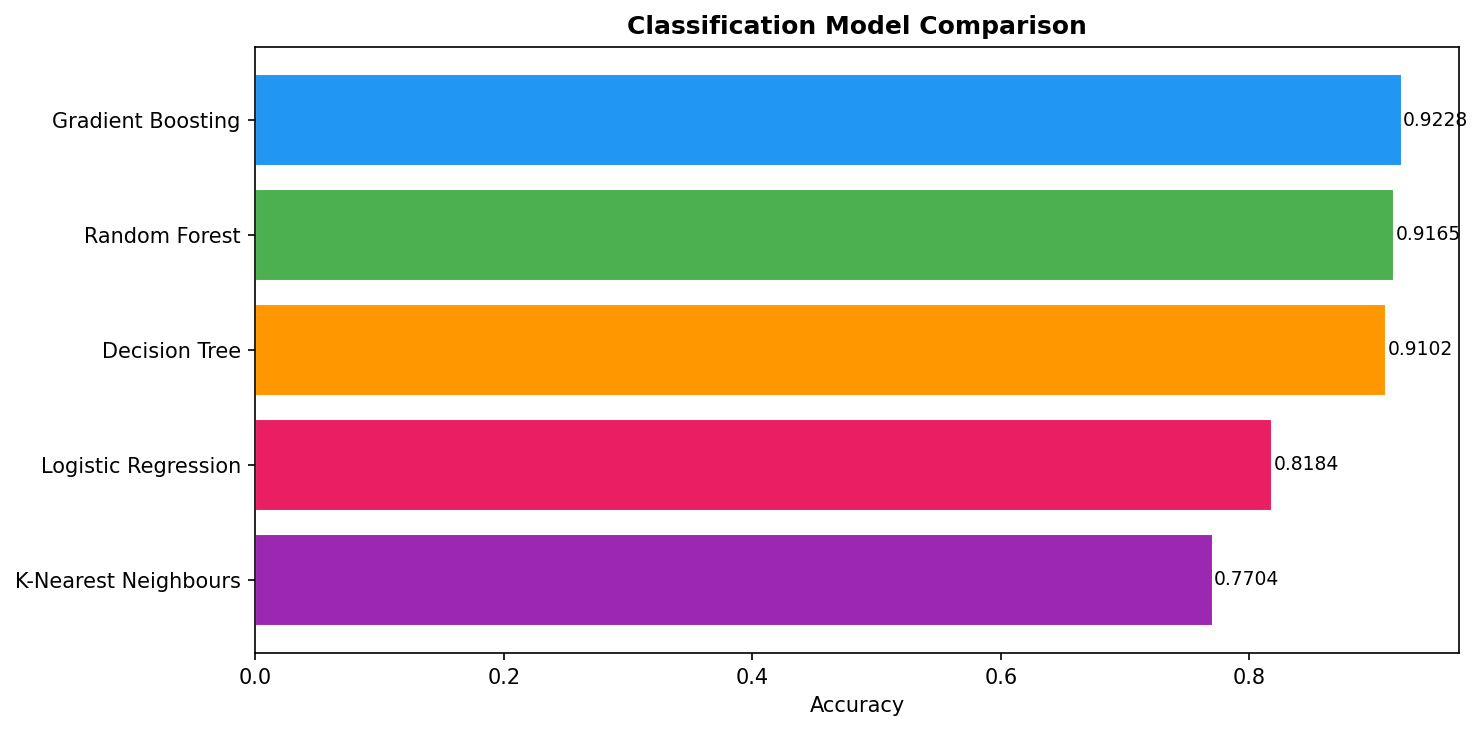 Classification Model Comparison
Gradient Boosting 0.9228
Random Forest 0.9165
Decision Tree 0.9102
Logistic Regression 0.8184
K-Nearest Neighbours 0.7704
0.0 0.2 0.4 0.6 0.8
Accuracy